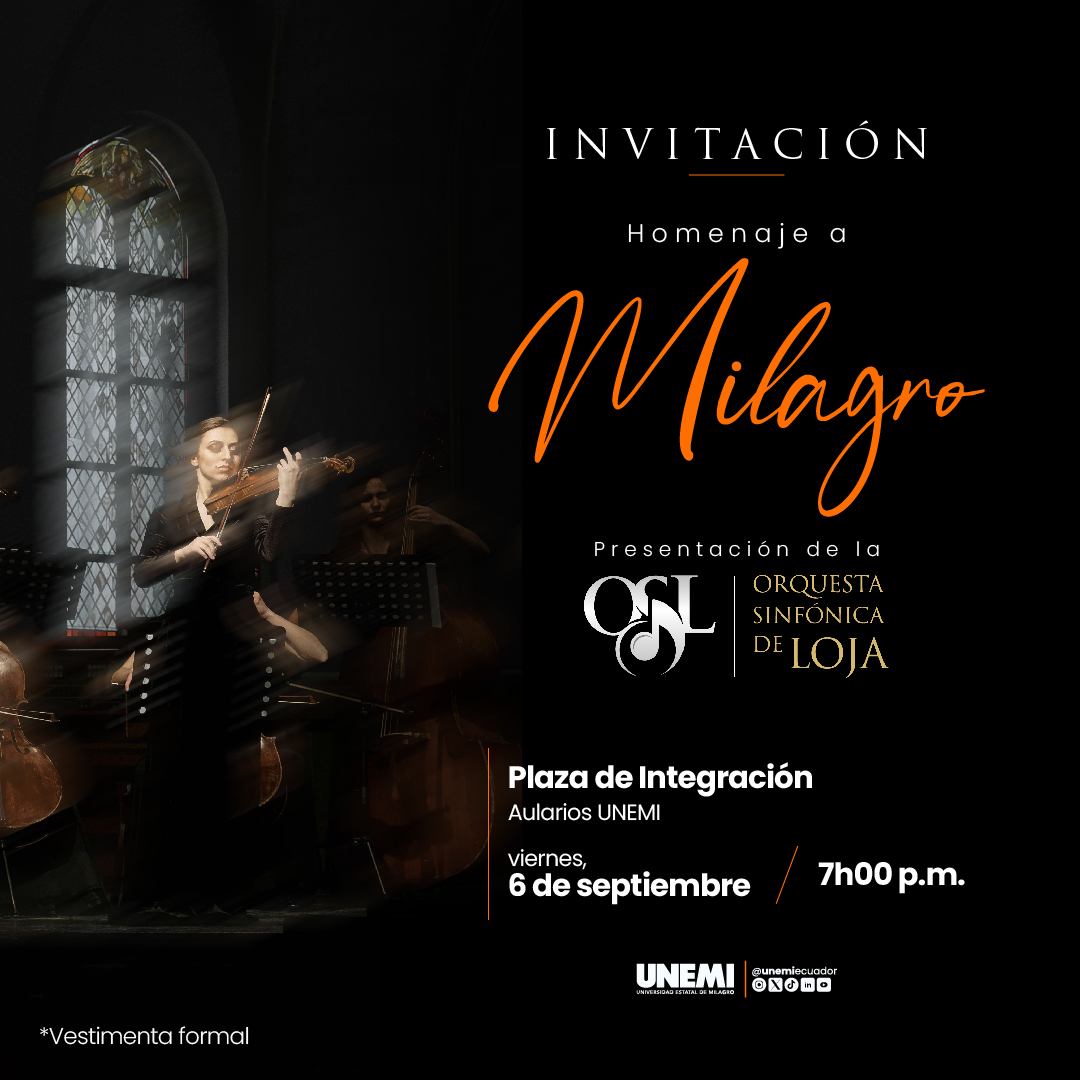 INVITACIÓN
Homenaje a
Milagro
Presentación de la
OSL
ORQUESTA
SINFÓNICA
DE LOJA
Plaza de Integración
Aularios UNEMI
viernes,
6 de septiembre
7h00 p.m.
UNEMI
UNIVERSIDAD ESTATAL DE MILAGRO
@unemiecuador
*Vestimenta formal